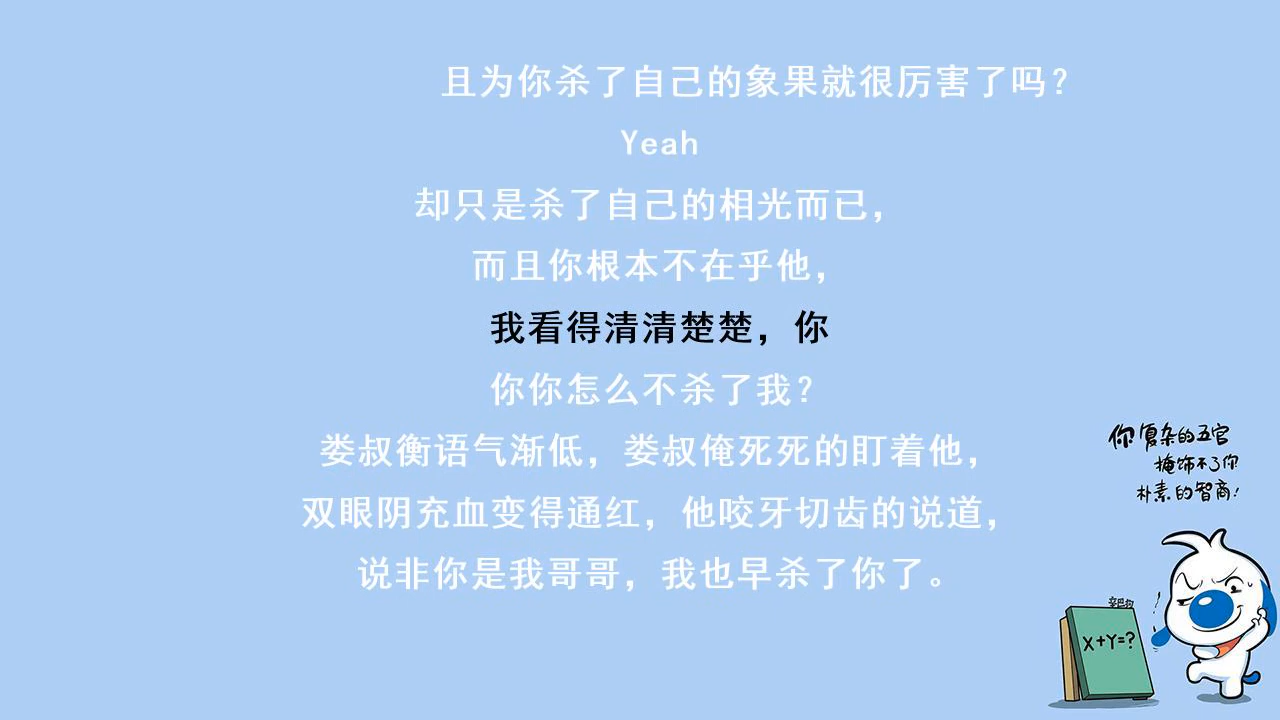 且为你杀了自己的象果就很厉害了吗？
Yeah
却只是杀了自己的相光而已，
而且你根本不在乎他，
我看得清清楚楚，你
你你怎么不杀了我？
娄叔衡语气渐低，娄叔俺死死的盯着他，
双眼阴充血变得通红，他咬牙切齿的说道，
说非你是我哥哥，我也早杀了你了。
你复杂的五官
掩饰不了你
朴素的智商！
X+Y=?